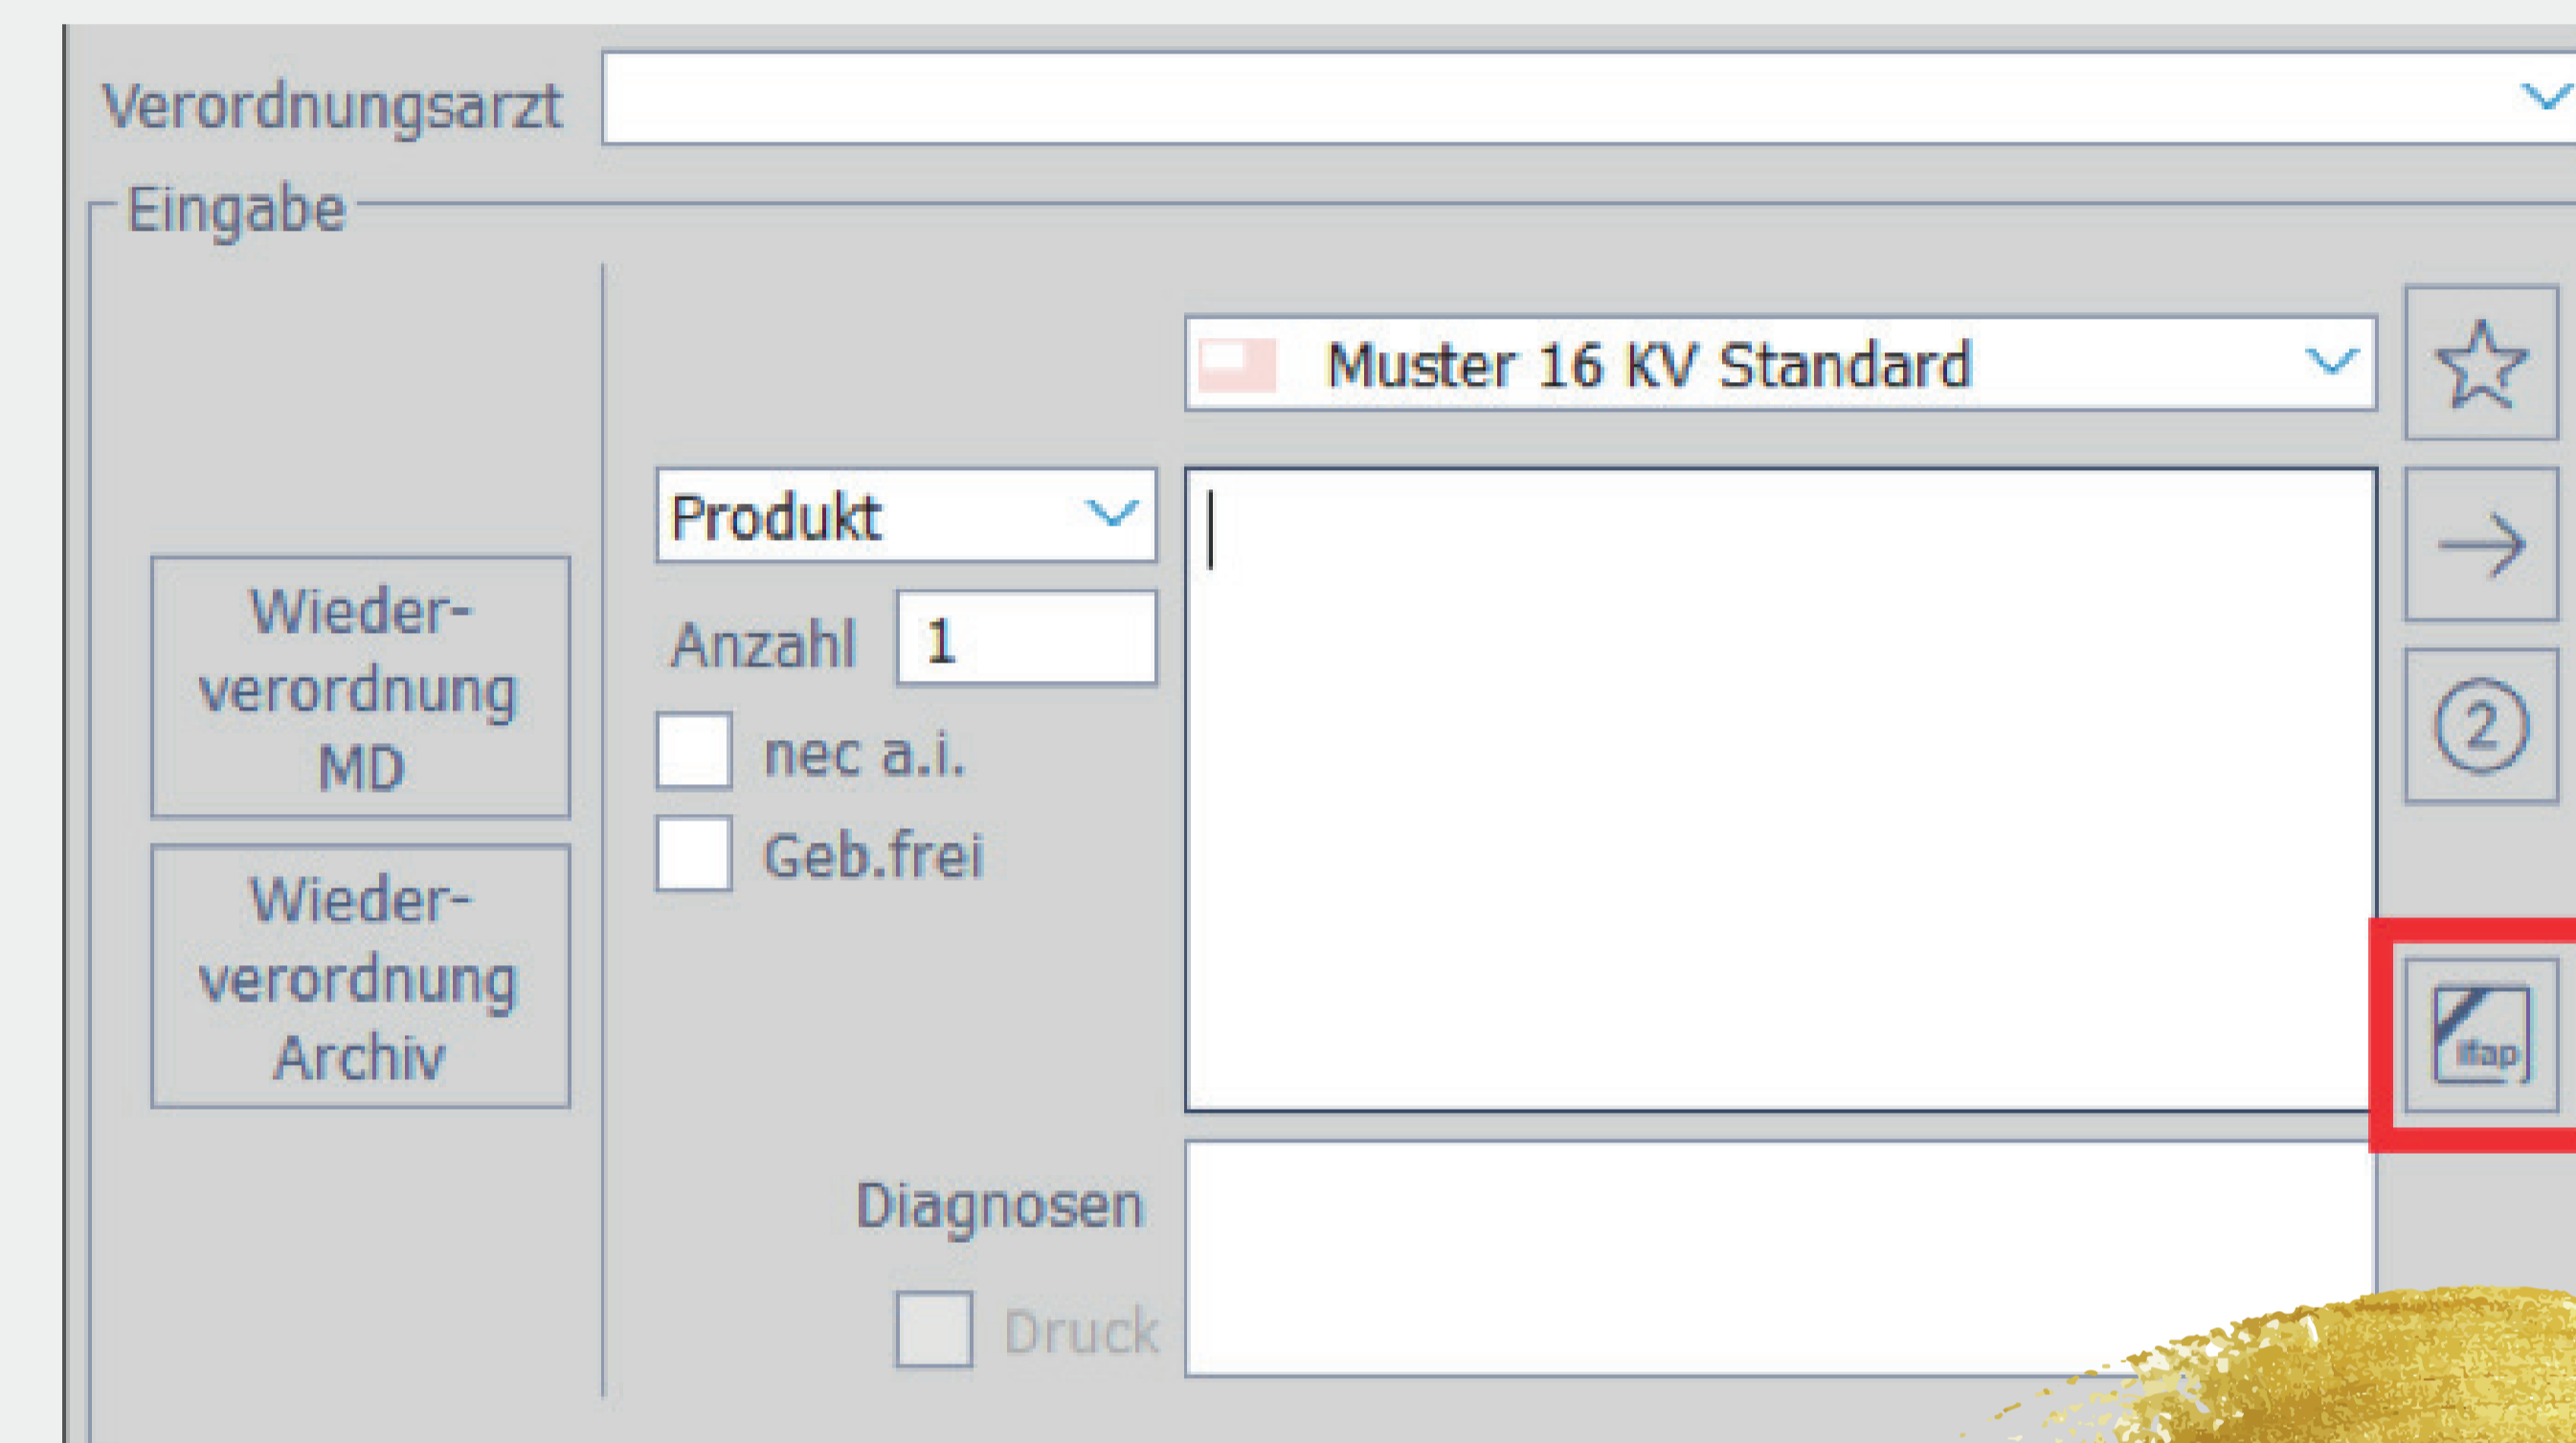 Verordnungsarzt
Eingabe
Muster 16 KV Standard
Produkt
Anzahl 1
nec a.i.
Geb.frei
Wieder-
verordnung
MD
Wieder-
verordnung
Archiv
2
ifap
Diagnosen
Druck